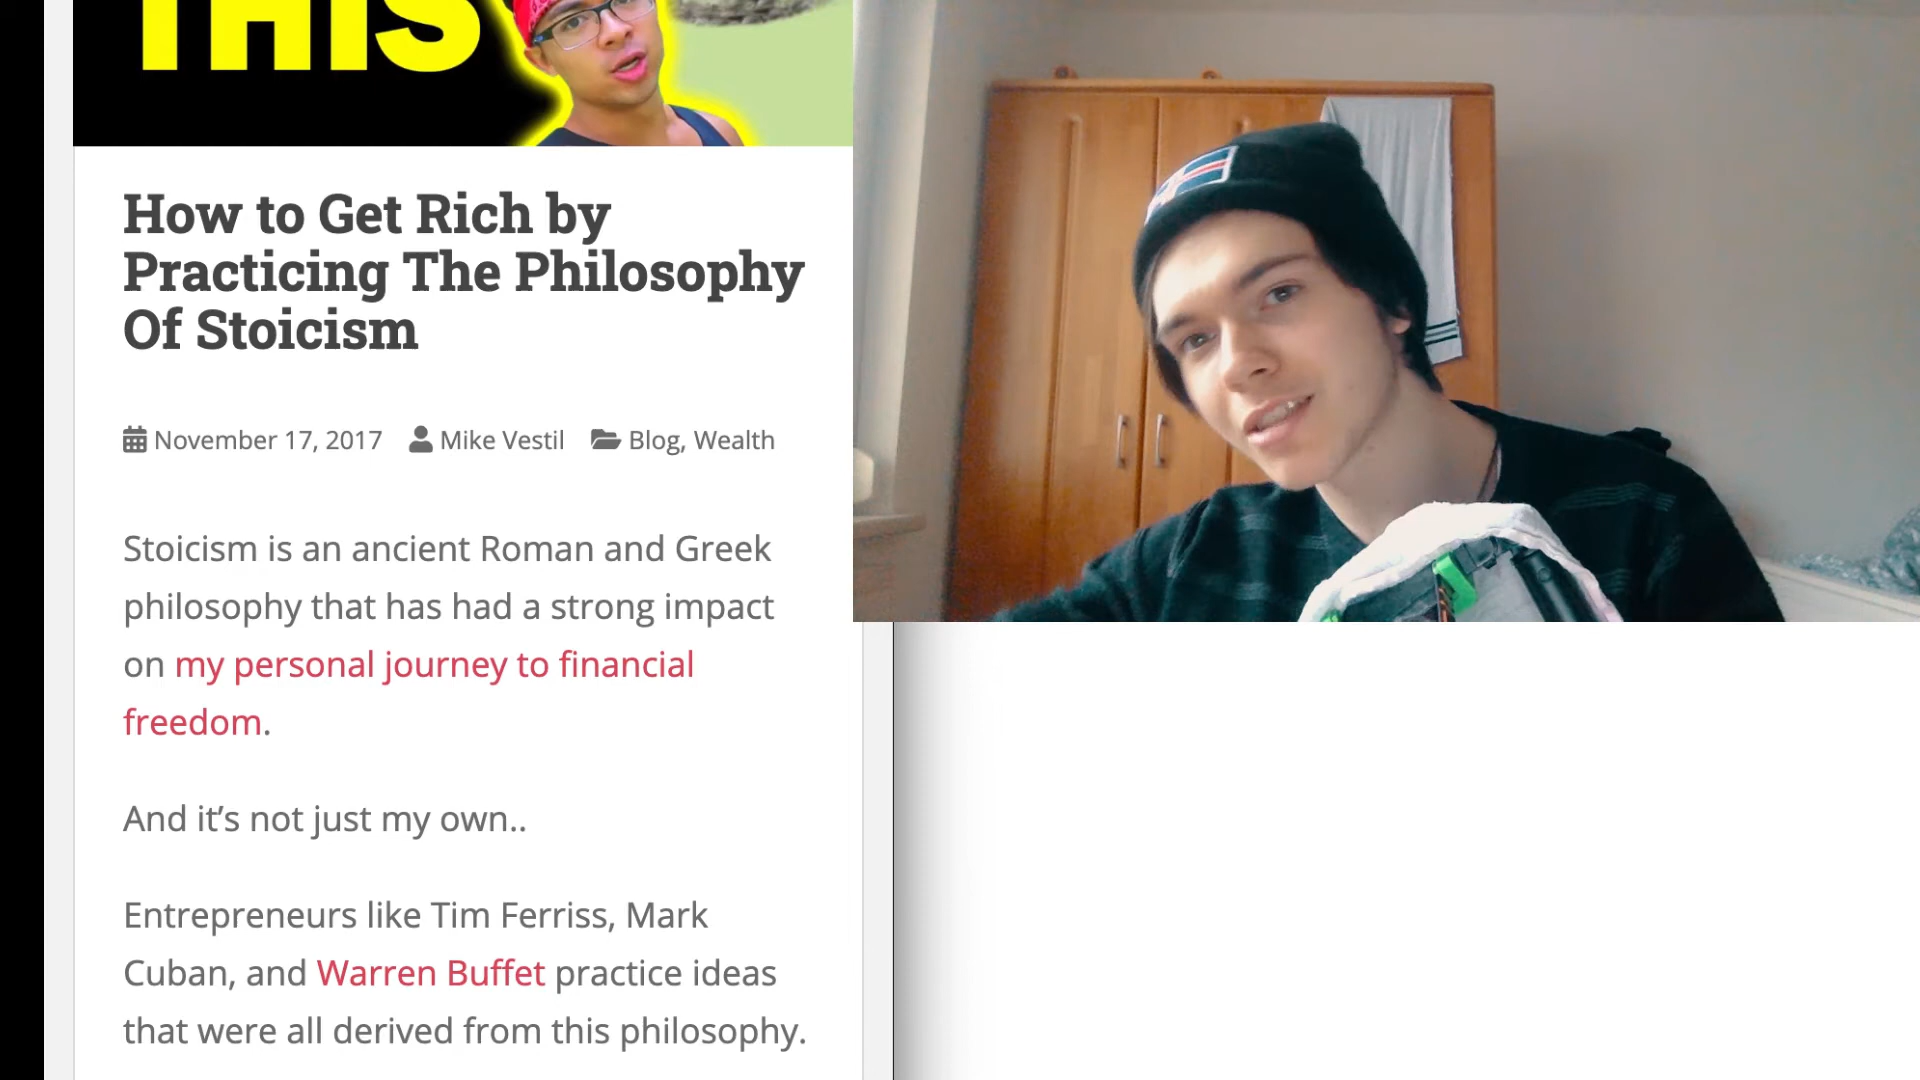 THIS
How to Get Rich by
Practicing The Philosophy
Of Stoicism
November 17, 2017 Mike Vestil Blog, Wealth
Stoicism is an ancient Roman and Greek
philosophy that has had a strong impact
on my personal journey to financial
freedom.
And it’s not just my own..
Entrepreneurs like Tim Ferriss, Mark
Cuban, and Warren Buffet practice ideas
that were all derived from this philosophy.